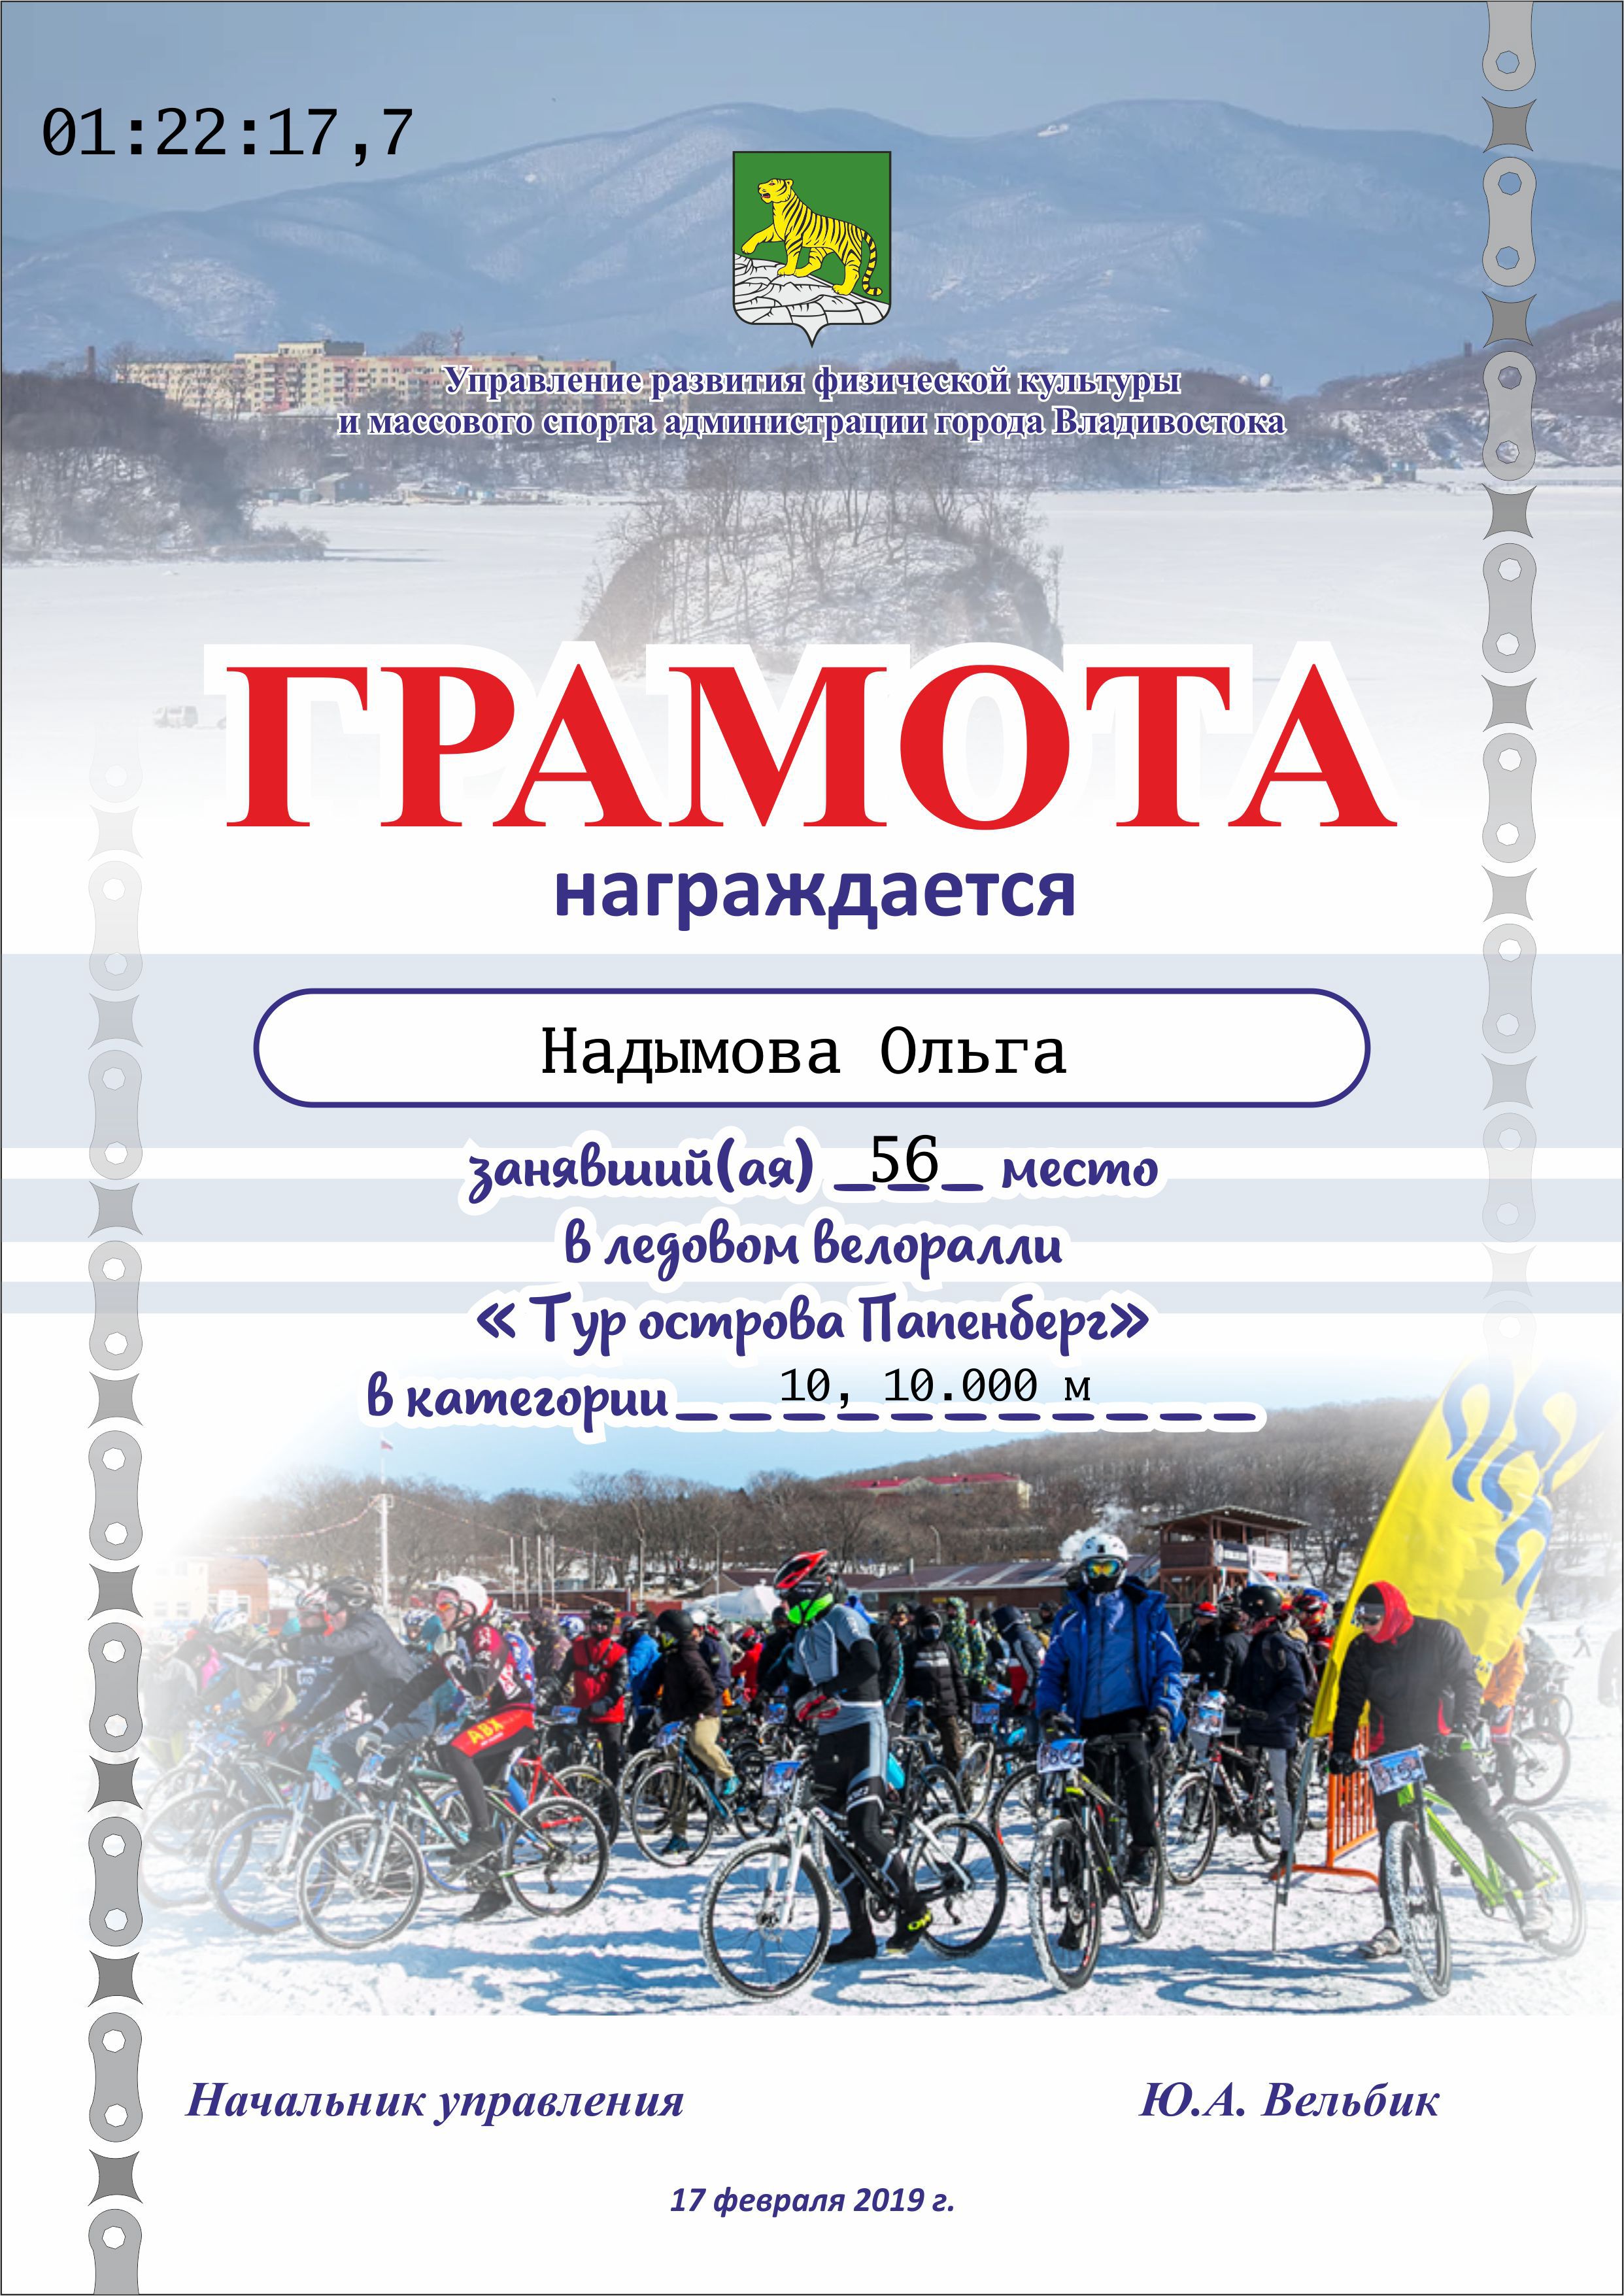 01:22:17,7
Управление развития физической культуры
и массового спорта администрации города Владивостока
ГРАМОТА
награждается
Надымова Ольга
занявший(ая) _56_ место
в ледовом велоралли
« Тур острова Папенберг»
в категории 10, 10.000 м
АВХ
Начальник управления Ю.А. Вельбик
17 февраля 2019 г.